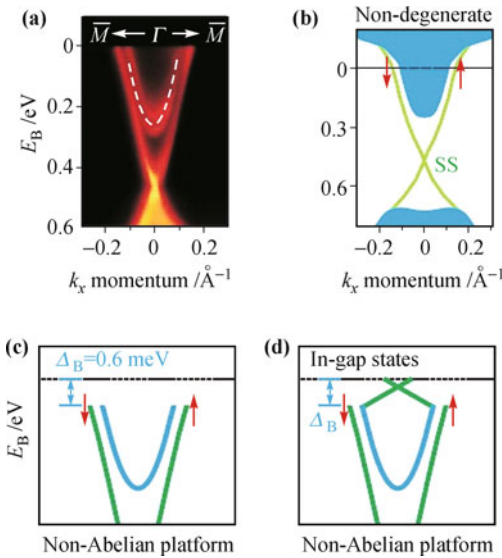 (a)
M̅ ← Γ → M̅
0
0.2
0.4
0.6
E_B /eV
−0.2 0 0.2
k_x momentum /Å⁻¹
(b)
Non-degenerate
0
0.3
0.6
SS
−0.2 0 0.2
k_x momentum /Å⁻¹
(c)
Δ_B=0.6 meV
E_B/eV
Non-Abelian platform
(d)
In-gap states
Δ_B
Non-Abelian platform